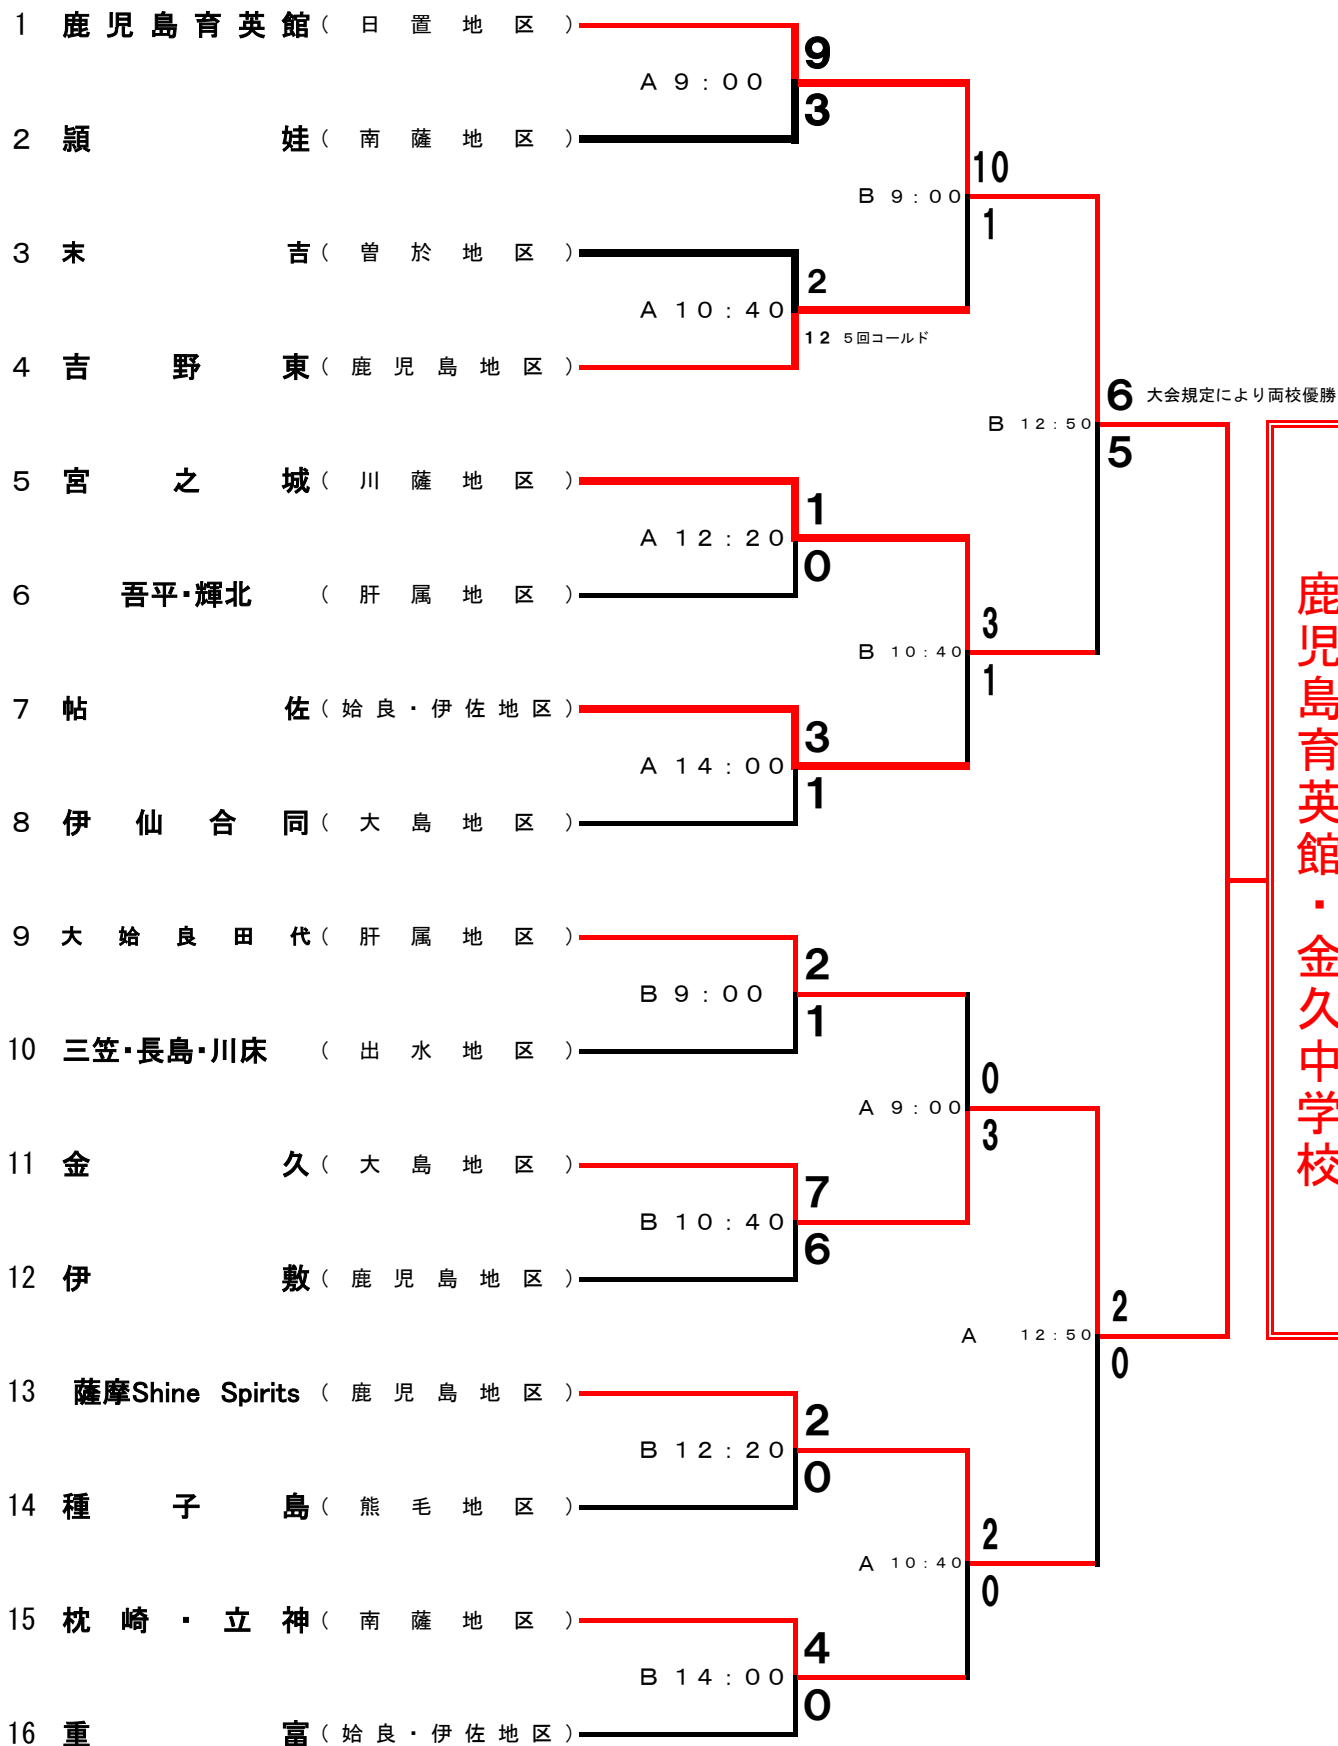 1 鹿児島育英館（日置地区）
9
A 9：00
3
2 頴娃（南薩地区）
10
B 9：00
1
3 末吉（曽於地区）
2
A 10：40
12 5回コールド
4 吉野東（鹿児島地区）
6 大会規定により両校優勝
B 12：50
5
5 宮之城（川薩地区）
1
A 12：20
0
6 吾平・輝北（肝属地区）
3
B 10：40
1
7 帖佐（姶良・伊佐地区）
3
A 14：00
1
8 伊仙合同（大島地区）
鹿児島育英館・金久中学校
9 大姶良田代（肝属地区）
2
B 9：00
1
10 三笠・長島・川床（出水地区）
0
A 9：00
3
11 金久（大島地区）
7
B 10：40
6
12 伊敷（鹿児島地区）
2
A 12：50
0
13 薩摩Shine Spirits（鹿児島地区）
2
B 12：20
0
14 種子島（熊毛地区）
2
A 10：40
0
15 枕崎・立神（南薩地区）
4
B 14：00
0
16 重富（姶良・伊佐地区）